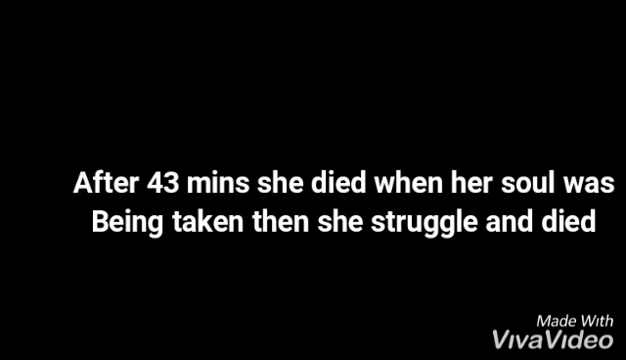 After 43 mins she died when her soul was
Being taken then she struggle and died
Made With
VivaVideo